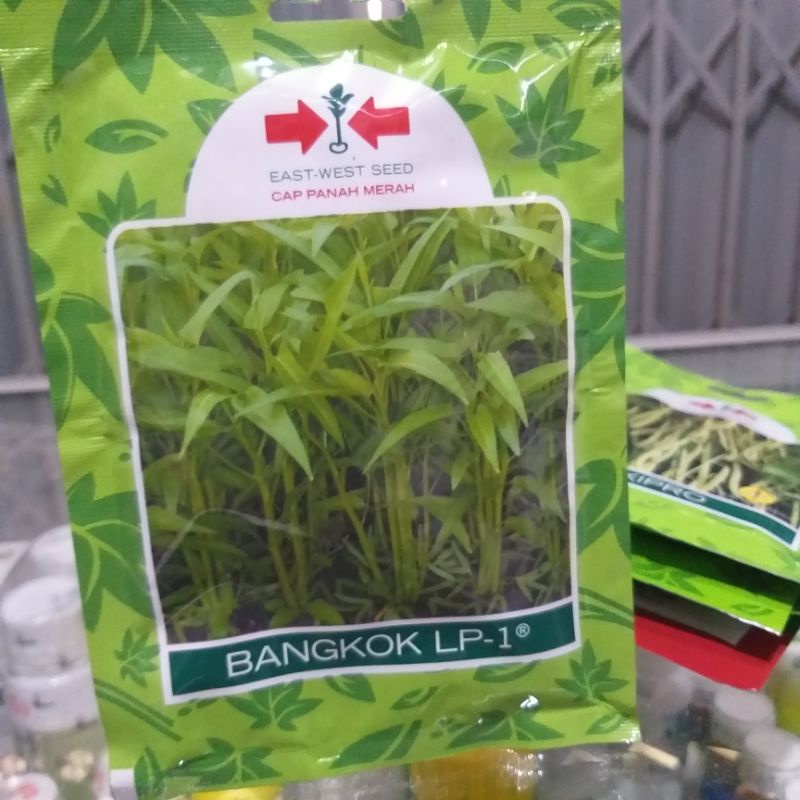 EAST-WEST SEED
CAP PANAH MERAH
BANGKOK LP-1®